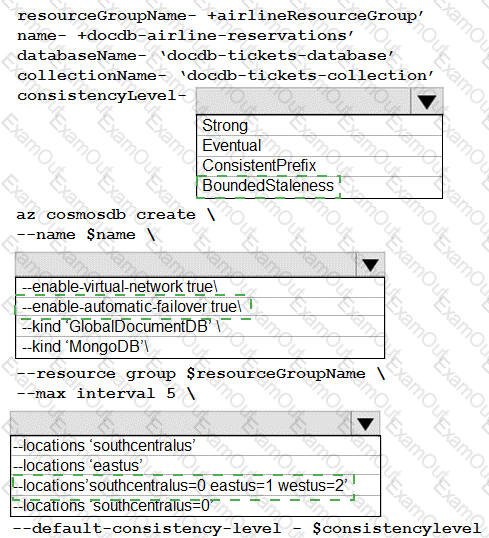 resourceGroupName- +airlineResourceGroup’
name- +docdb-airline-reservations’
databaseName- ‘docdb-tickets-database’
collectionName- ‘docdb-tickets-collection’
consistencyLevel-
Strong
Eventual
ConsistentPrefix
BoundedStaleness
az cosmosdb create \
--name $name \
--enable-virtual-network true\
--enable-automatic-failover true\
--kind ‘GlobalDocumentDB’ \
--kind ‘MongoDB’\
--resource group $resourceGroupName \
--max interval 5 \
--locations ‘southcentralus’
--locations ‘eastus’
--locations’southcentralus=0 eastus=1 westus=2’
--locations ‘southcentralus=0’
--default-consistency-level - $consistencylevel